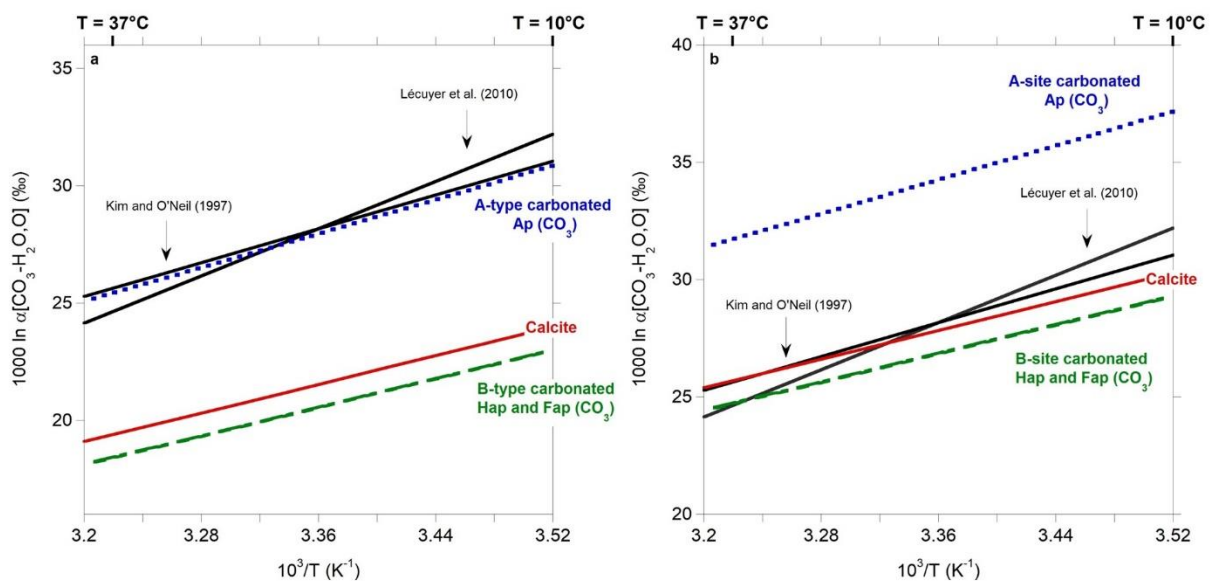 T = 37°C
T = 10°C
a
35
30
25
20
1000 ln α[CO₃-H₂O,O] (‰)
Lécuyer et al. (2010)
Kim and O'Neil (1997)
A-type carbonated
Ap (CO₃)
Calcite
B-type carbonated
Hap and Fap (CO₃)
3.2
3.28
3.36
3.44
3.52
10³/T (K⁻¹)
T = 37°C
T = 10°C
b
40
35
30
25
20
1000 ln α[CO₃-H₂O,O] (‰)
A-site carbonated
Ap (CO₃)
Lécuyer et al. (2010)
Calcite
Kim and O'Neil (1997)
B-site carbonated
Hap and Fap (CO₃)
3.2
3.28
3.36
3.44
3.52
10³/T (K⁻¹)